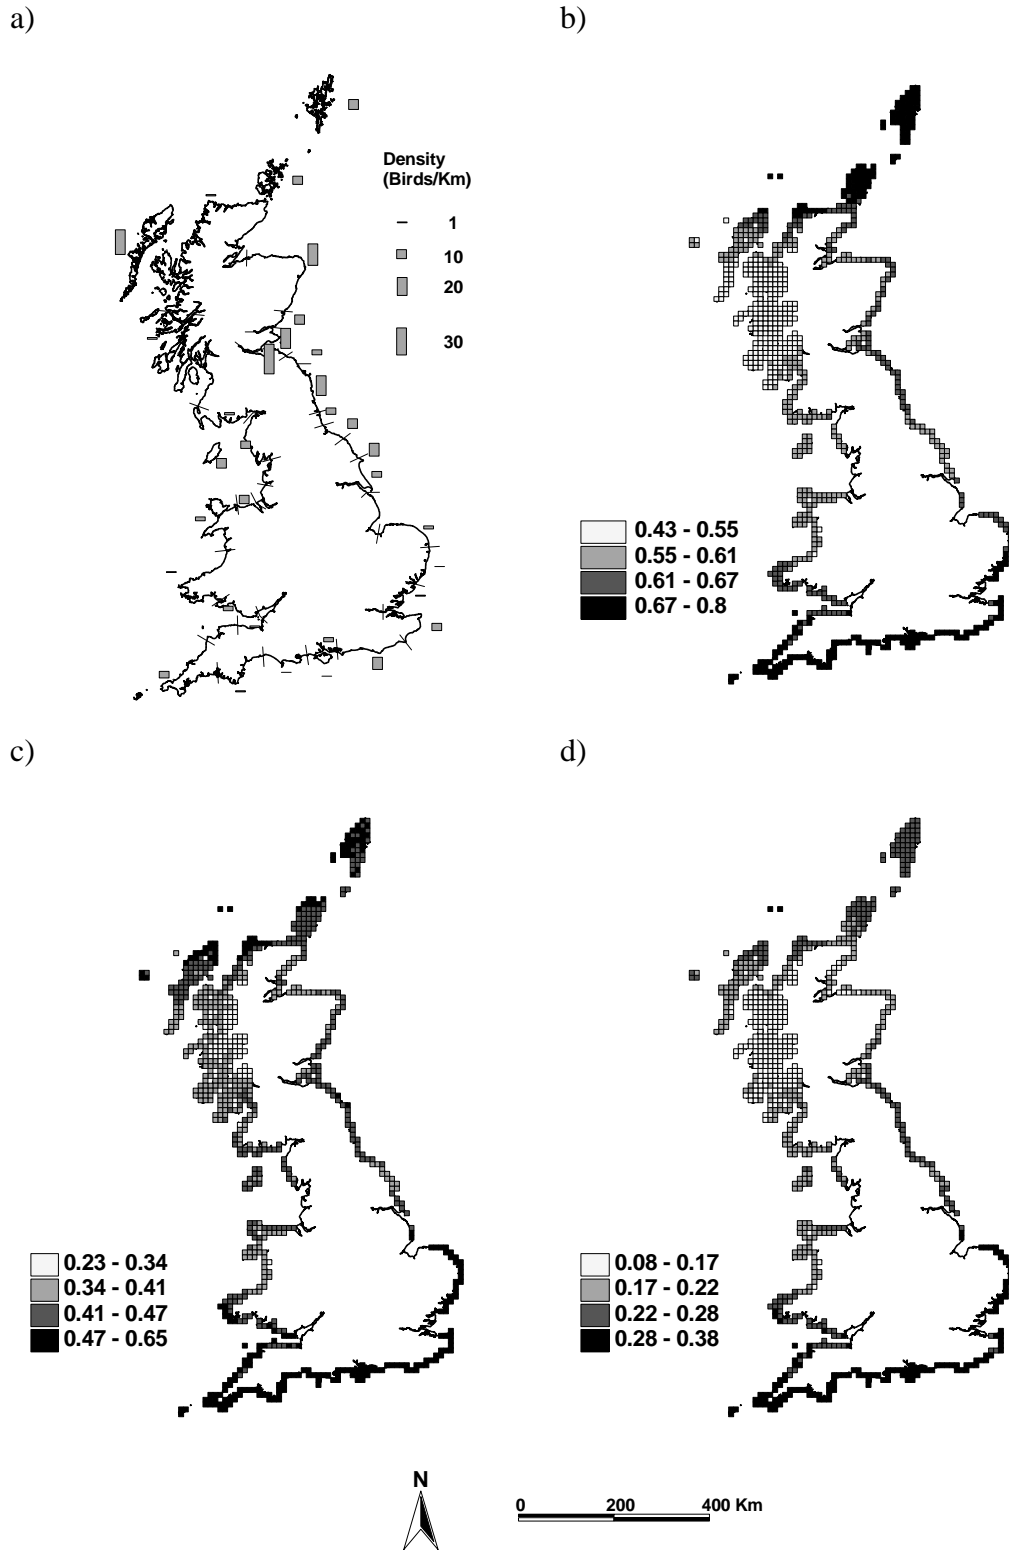 a)
b)
Density
(Birds/Km)
1
10
20
30
0.43 - 0.55
0.55 - 0.61
0.61 - 0.67
0.67 - 0.8
c)
d)
0.23 - 0.34
0.34 - 0.41
0.41 - 0.47
0.47 - 0.65
0.08 - 0.17
0.17 - 0.22
0.22 - 0.28
0.28 - 0.38
N
0 200 400 Km